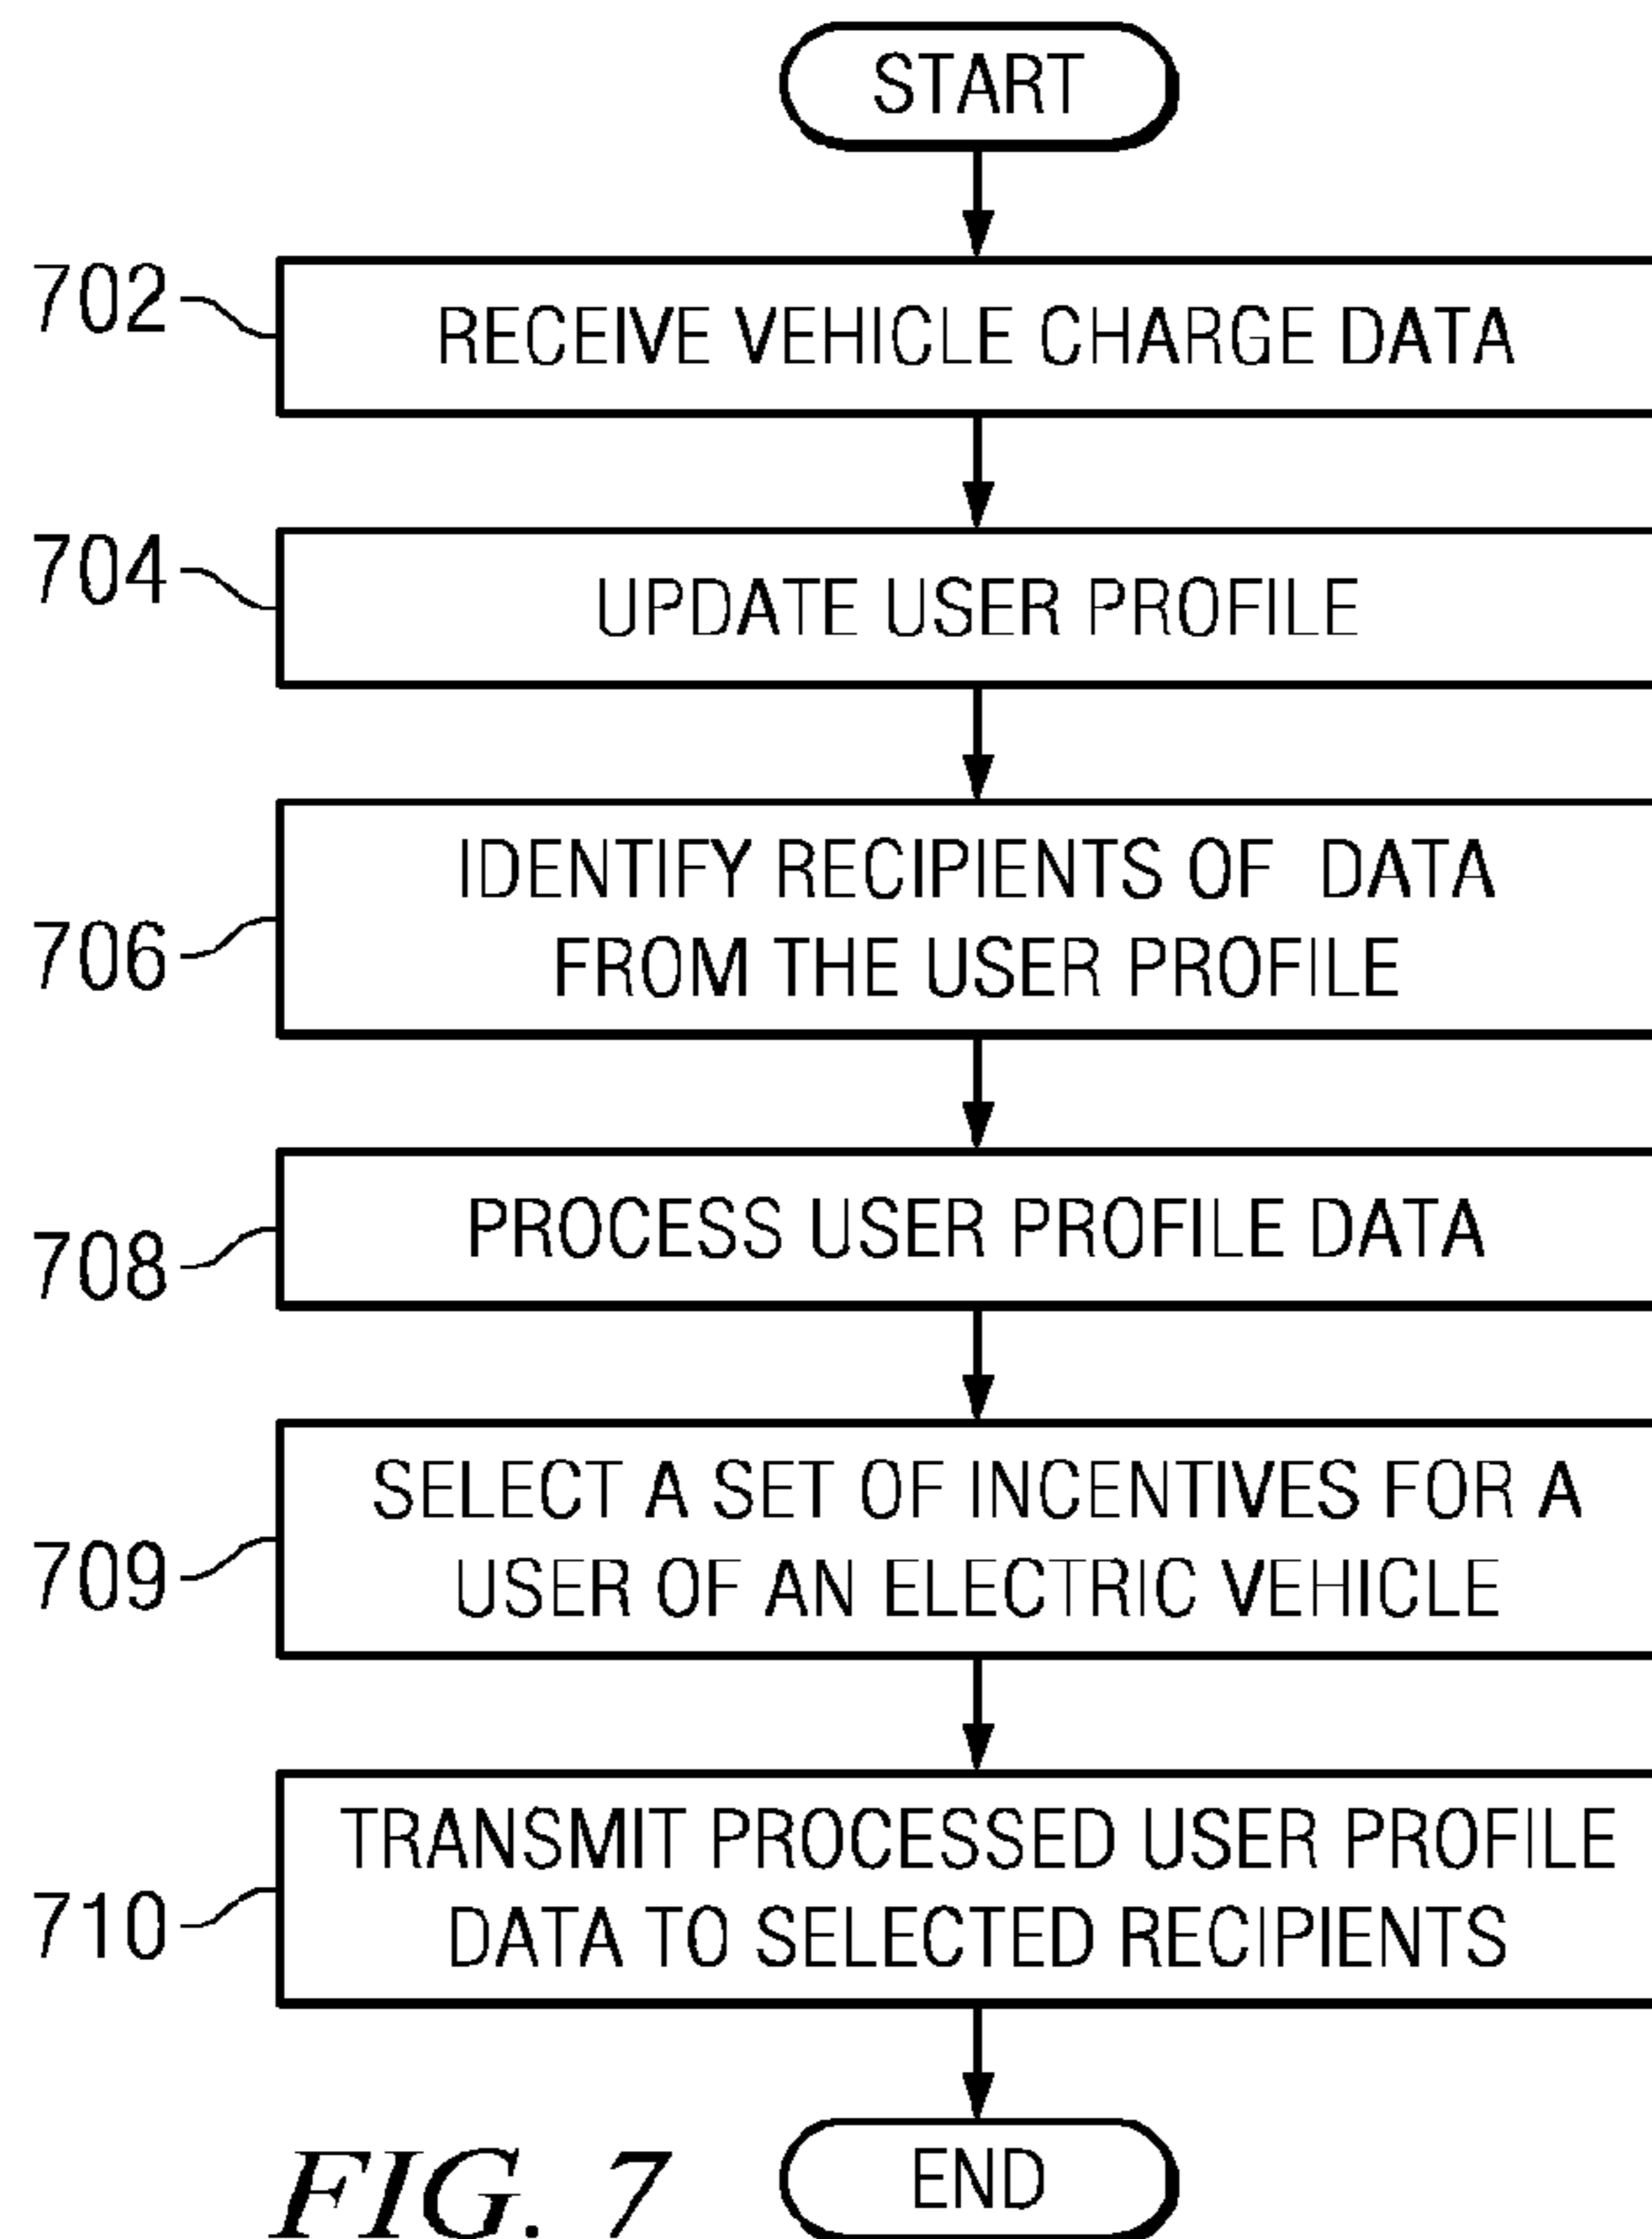 START
702
RECEIVE VEHICLE CHARGE DATA
704
UPDATE USER PROFILE
706
IDENTIFY RECIPIENTS OF DATA
FROM THE USER PROFILE
708
PROCESS USER PROFILE DATA
709
SELECT A SET OF INCENTIVES FOR A
USER OF AN ELECTRIC VEHICLE
710
TRANSMIT PROCESSED USER PROFILE
DATA TO SELECTED RECIPIENTS
END
FIG. 7